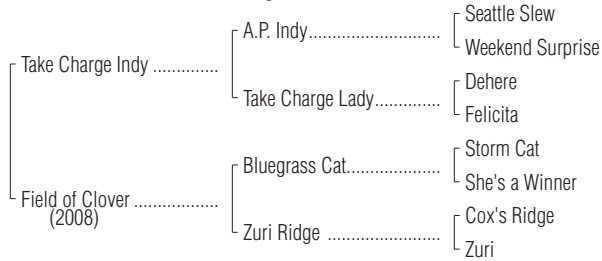 Seattle Slew
A.P. Indy............................
Weekend Surprise
Take Charge Indy ..............
Dehere
Take Charge Lady..............
Felicita
Storm Cat
Bluegrass Cat....................
She's a Winner
Field of Clover ..................
(2008)
Cox's Ridge
Zuri Ridge ........................
Zuri